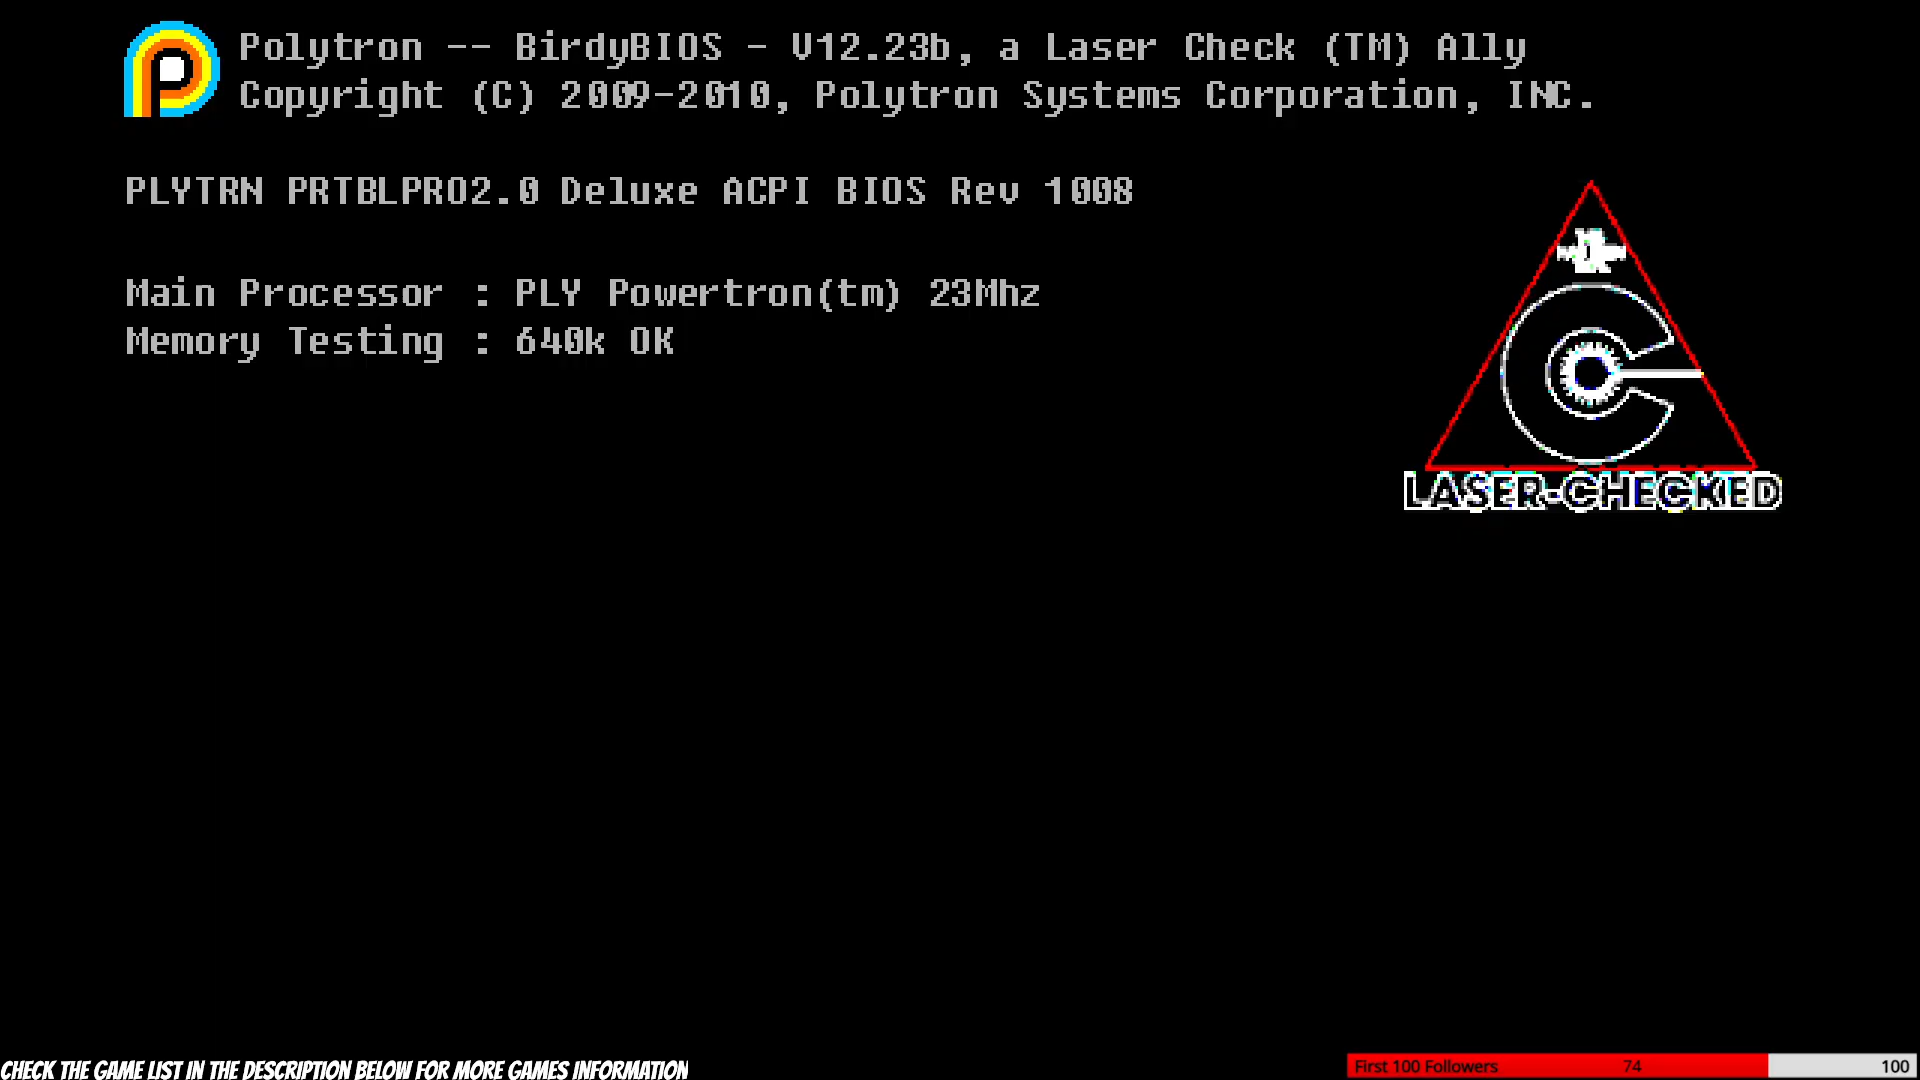 Polytron -- BirdyBIOS - V12.23b, a Laser Check (TM) Ally
Copyright (C) 2009-2010, Polytron Systems Corporation, INC.
PLYTRN PRTBLPRO2.0 Deluxe ACPI BIOS Rev 1008
Main Processor : PLY Powertron(tm) 23Mhz
Memory Testing : 640k OK
LASER-CHECKED
CHECK THE GAME LIST IN THE DESCRIPTION BELOW FOR MORE GAMES INFORMATION
First 100 Followers 74 100